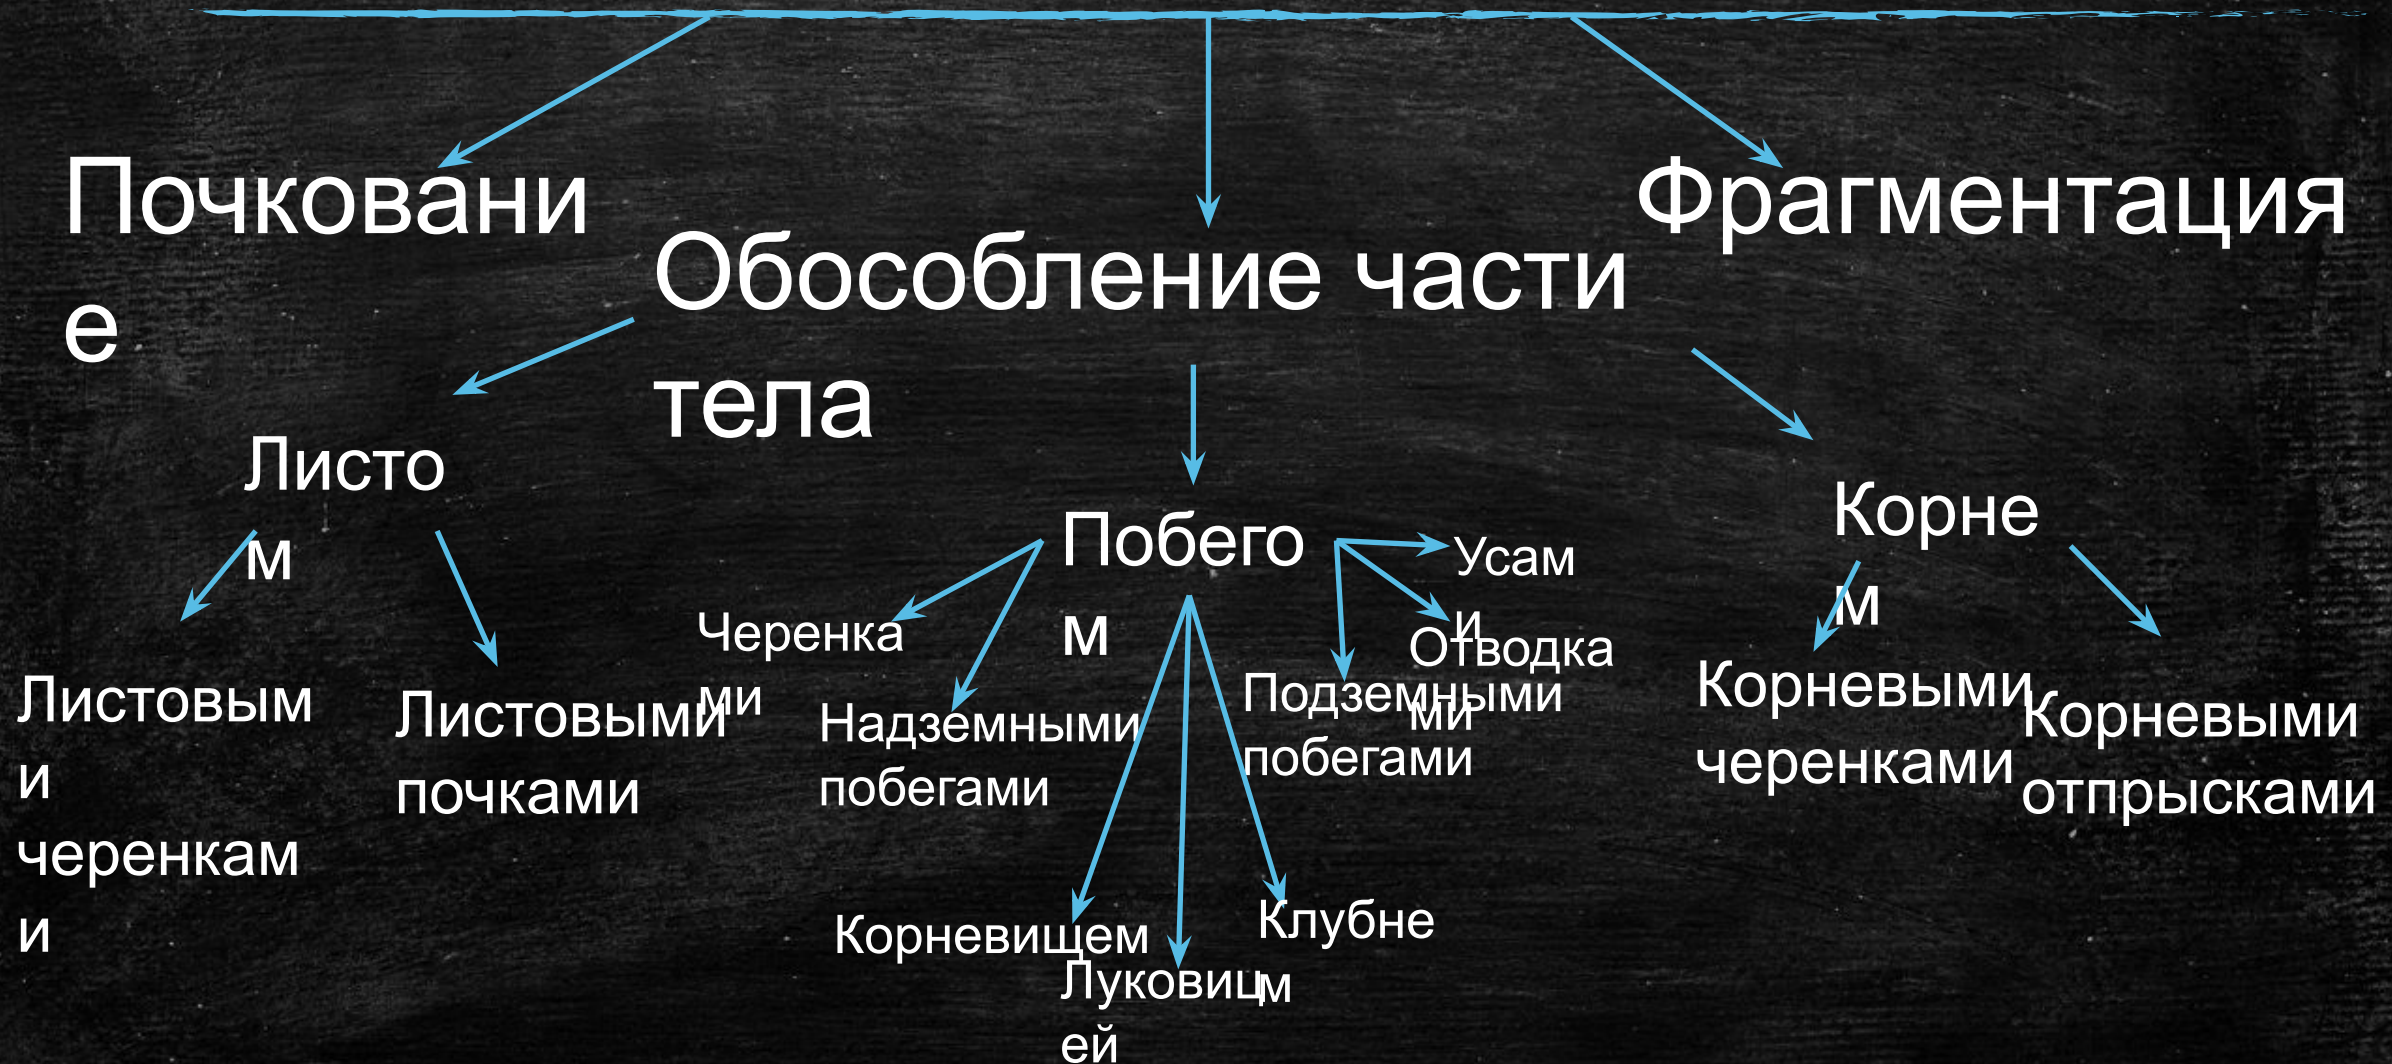 Почковани
е
Обособление части
тела
Фрагментация
Листо
м
Побего
м
Корне
м
Листовым
и
черенкам
и
Листовыми
почками
Черенка
ми
Надземными
побегами
Корневищем
Луковиц
ей
Клубне
м
Подземными
побегами
Отводка
ми
Усам
и
Корневыми
черенками
Корневыми
отпрысками